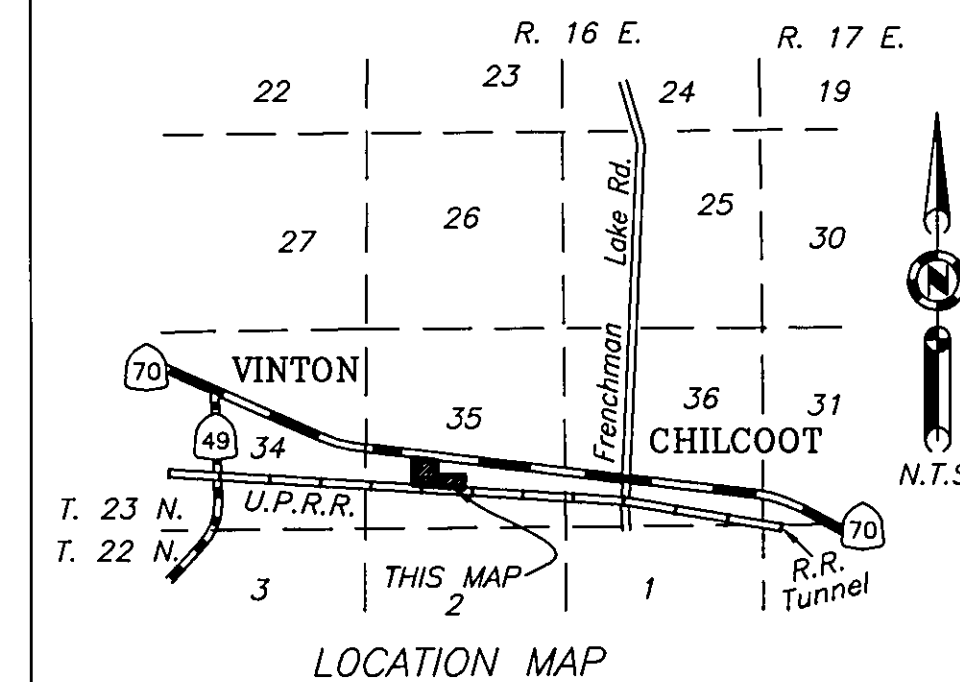 R. 16 E. R. 17 E.
22 23 24 19
27 26 25 30
Frenchman Lake Rd.
N
70 VINTON 35 36 31
49 34 CHILCOOT
N.T.S
U.P.R.R.
T. 23 N.
T. 22 N.
70
THIS MAP
R.R.
Tunnel
3 2 1
LOCATION MAP